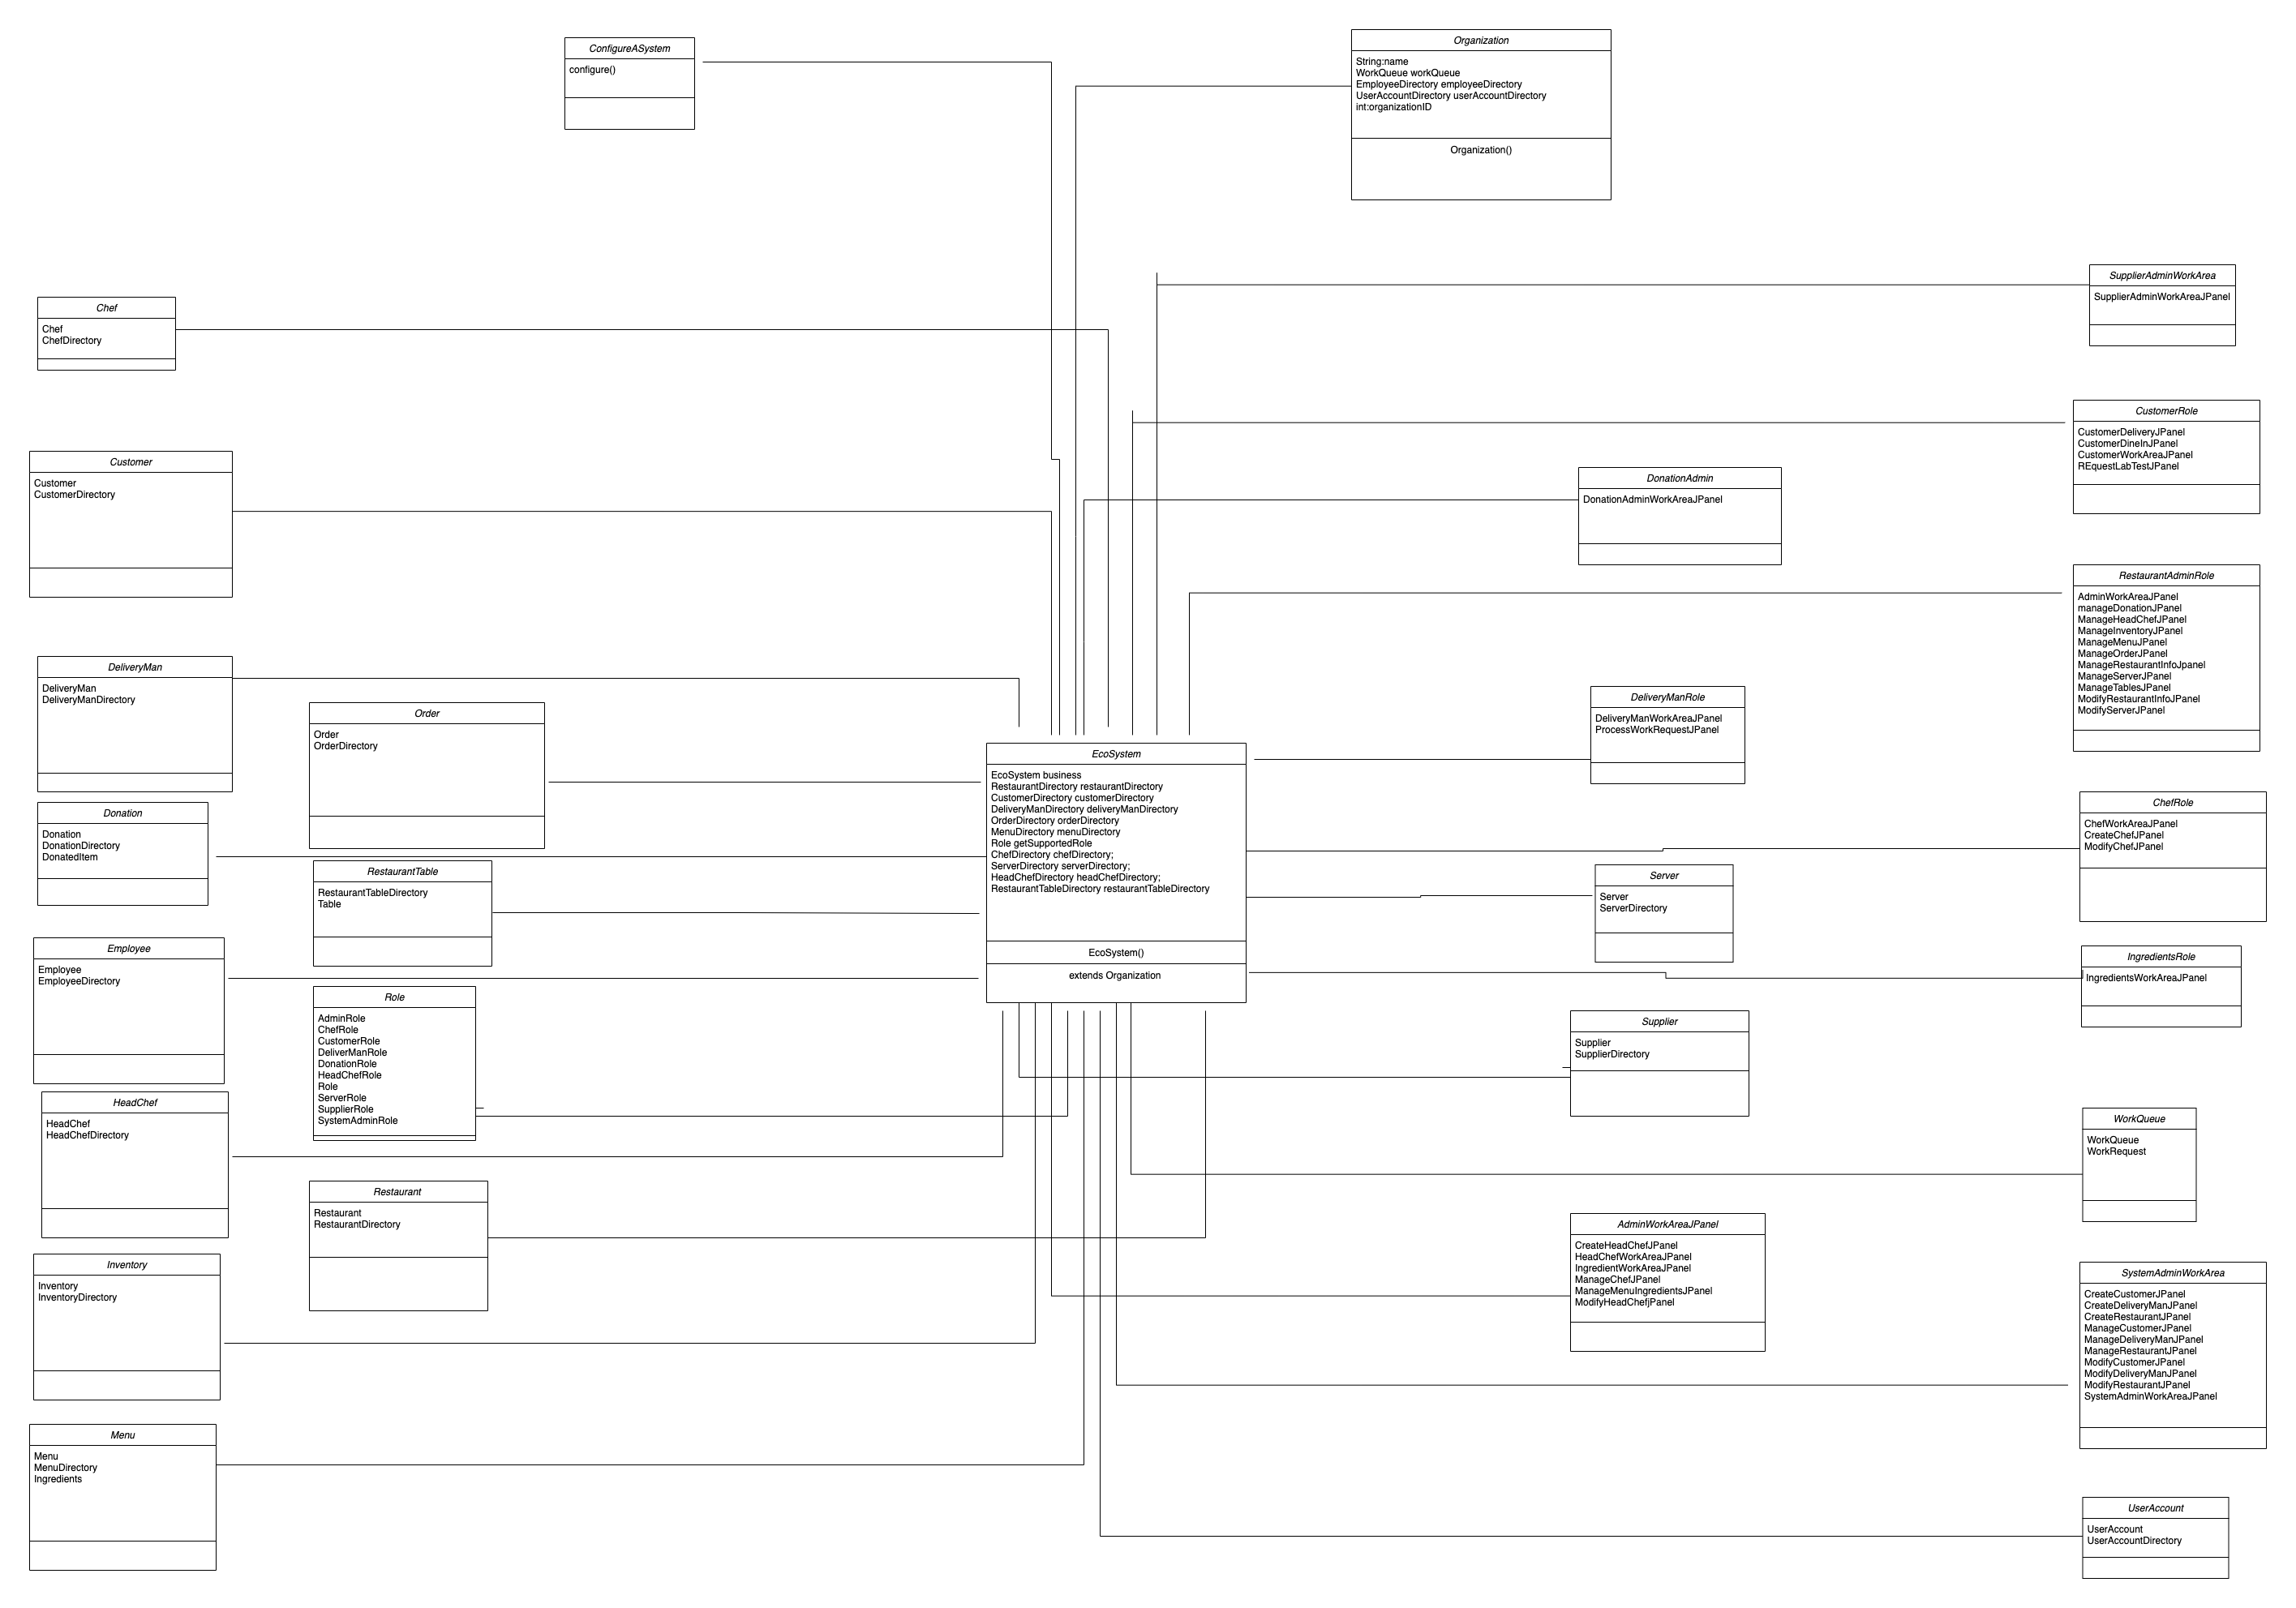 ConfigureASystem
configure()
Organization
String:name
WorkQueue workQueue
EmployeeDirectory employeeDirectory
UserAccountDirectory userAccountDirectory
int:organizationID
Organization()
SupplierAdminWorkArea
SupplierAdminWorkAreaJPanel
Chef
Chef
ChefDirectory
CustomerRole
CustomerDeliveryJPanel
CustomerDineInJPanel
CustomerWorkAreaJPanel
REquestLabTestJPanel
Customer
Customer
CustomerDirectory
DonationAdmin
DonationAdminWorkAreaJPanel
RestaurantAdminRole
AdminWorkAreaJPanel
manageDonationJPanel
ManageHeadChefJPanel
ManageInventoryJPanel
ManageMenuJPanel
ManageOrderJPanel
ManageRestaurantInfoJpanel
ManageServerJPanel
ManageTablesJPanel
ModifyRestaurantInfoJPanel
ModifyServerJPanel
DeliveryMan
DeliveryMan
DeliveryManDirectory
Order
Order
OrderDirectory
DeliveryManRole
DeliveryManWorkAreaJPanel
ProcessWorkRequestJPanel
EcoSystem
EcoSystem business
RestaurantDirectory restaurantDirectory
CustomerDirectory customerDirectory
DeliveryManDirectory deliveryManDirectory
OrderDirectory orderDirectory
MenuDirectory menuDirectory
Role getSupportedRole
ChefDirectory chefDirectory;
ServerDirectory serverDirectory;
HeadChefDirectory headChefDirectory;
RestaurantTableDirectory restaurantTableDirectory
EcoSystem()
extends Organization
Donation
Donation
DonationDirectory
DonatedItem
RestaurantTable
RestaurantTableDirectory
Table
ChefRole
ChefWorkAreaJPanel
CreateChefJPanel
ModifyChefJPanel
Server
Server
ServerDirectory
Employee
Employee
EmployeeDirectory
IngredientsRole
IngredientsWorkAreaJPanel
Role
AdminRole
ChefRole
CustomerRole
DeliverManRole
DonationRole
HeadChefRole
Role
ServerRole
SupplierRole
SystemAdminRole
Supplier
Supplier
SupplierDirectory
HeadChef
HeadChef
HeadChefDirectory
WorkQueue
WorkQueue
WorkRequest
Restaurant
Restaurant
RestaurantDirectory
AdminWorkAreaJPanel
CreateHeadChefJPanel
HeadChefWorkAreaJPanel
IngredientWorkAreaJPanel
ManageChefJPanel
ManageMenuIngredientsJPanel
ModifyHeadChefjPanel
Inventory
Inventory
InventoryDirectory
SystemAdminWorkArea
CreateCustomerJPanel
CreateDeliveryManJPanel
CreateRestaurantJPanel
ManageCustomerJPanel
ManageDeliveryManJPanel
ManageRestaurantJPanel
ModifyCustomerJPanel
ModifyDeliveryManJPanel
ModifyRestaurantJPanel
SystemAdminWorkAreaJPanel
Menu
Menu
MenuDirectory
Ingredients
UserAccount
UserAccount
UserAccountDirectory